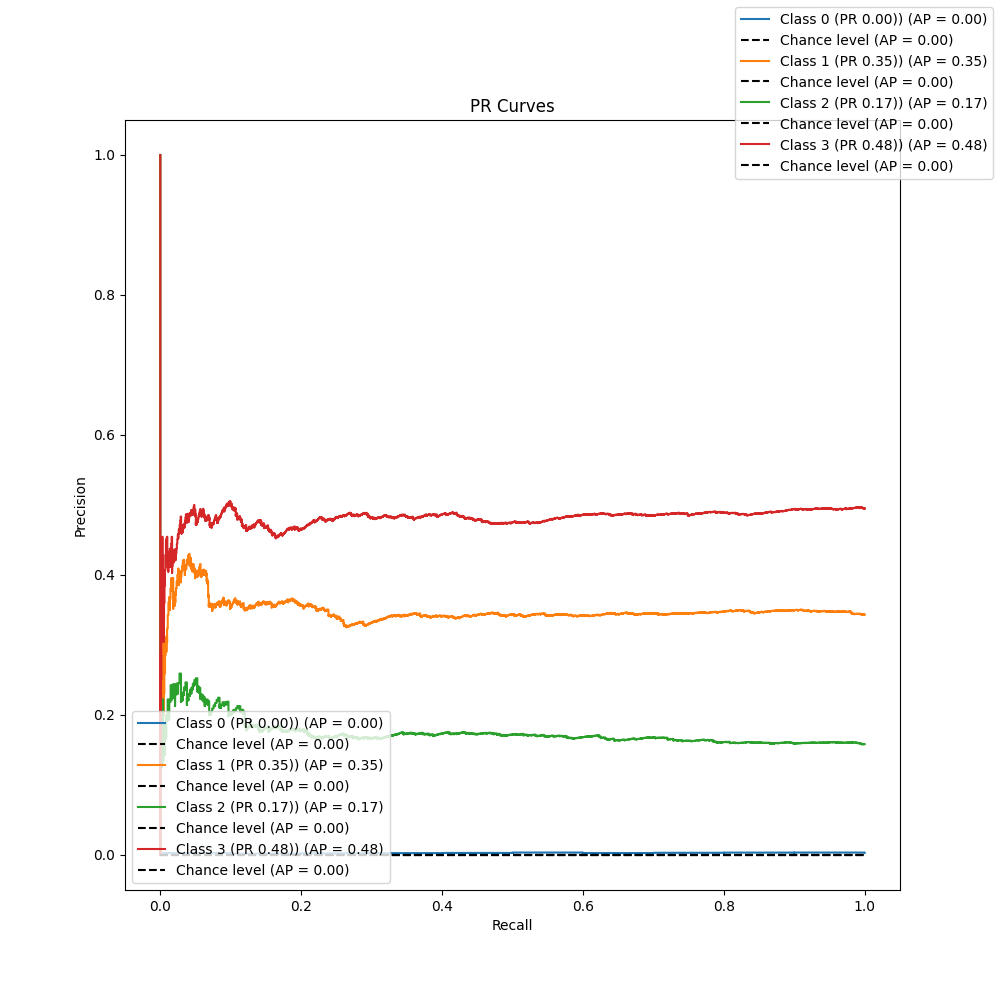 Class 0 (PR 0.00)) (AP = 0.00)
Chance level (AP = 0.00)
Class 1 (PR 0.35)) (AP = 0.35)
Chance level (AP = 0.00)
Class 2 (PR 0.17)) (AP = 0.17)
Chance level (AP = 0.00)
Class 3 (PR 0.48)) (AP = 0.48)
Chance level (AP = 0.00)
PR Curves
1.0
0.8
0.6
0.4
0.2
0.0
Precision
Class 0 (PR 0.00)) (AP = 0.00)
Chance level (AP = 0.00)
Class 1 (PR 0.35)) (AP = 0.35)
Chance level (AP = 0.00)
Class 2 (PR 0.17)) (AP = 0.17)
Chance level (AP = 0.00)
Class 3 (PR 0.48)) (AP = 0.48)
Chance level (AP = 0.00)
0.0 0.2 0.4 0.6 0.8 1.0
Recall